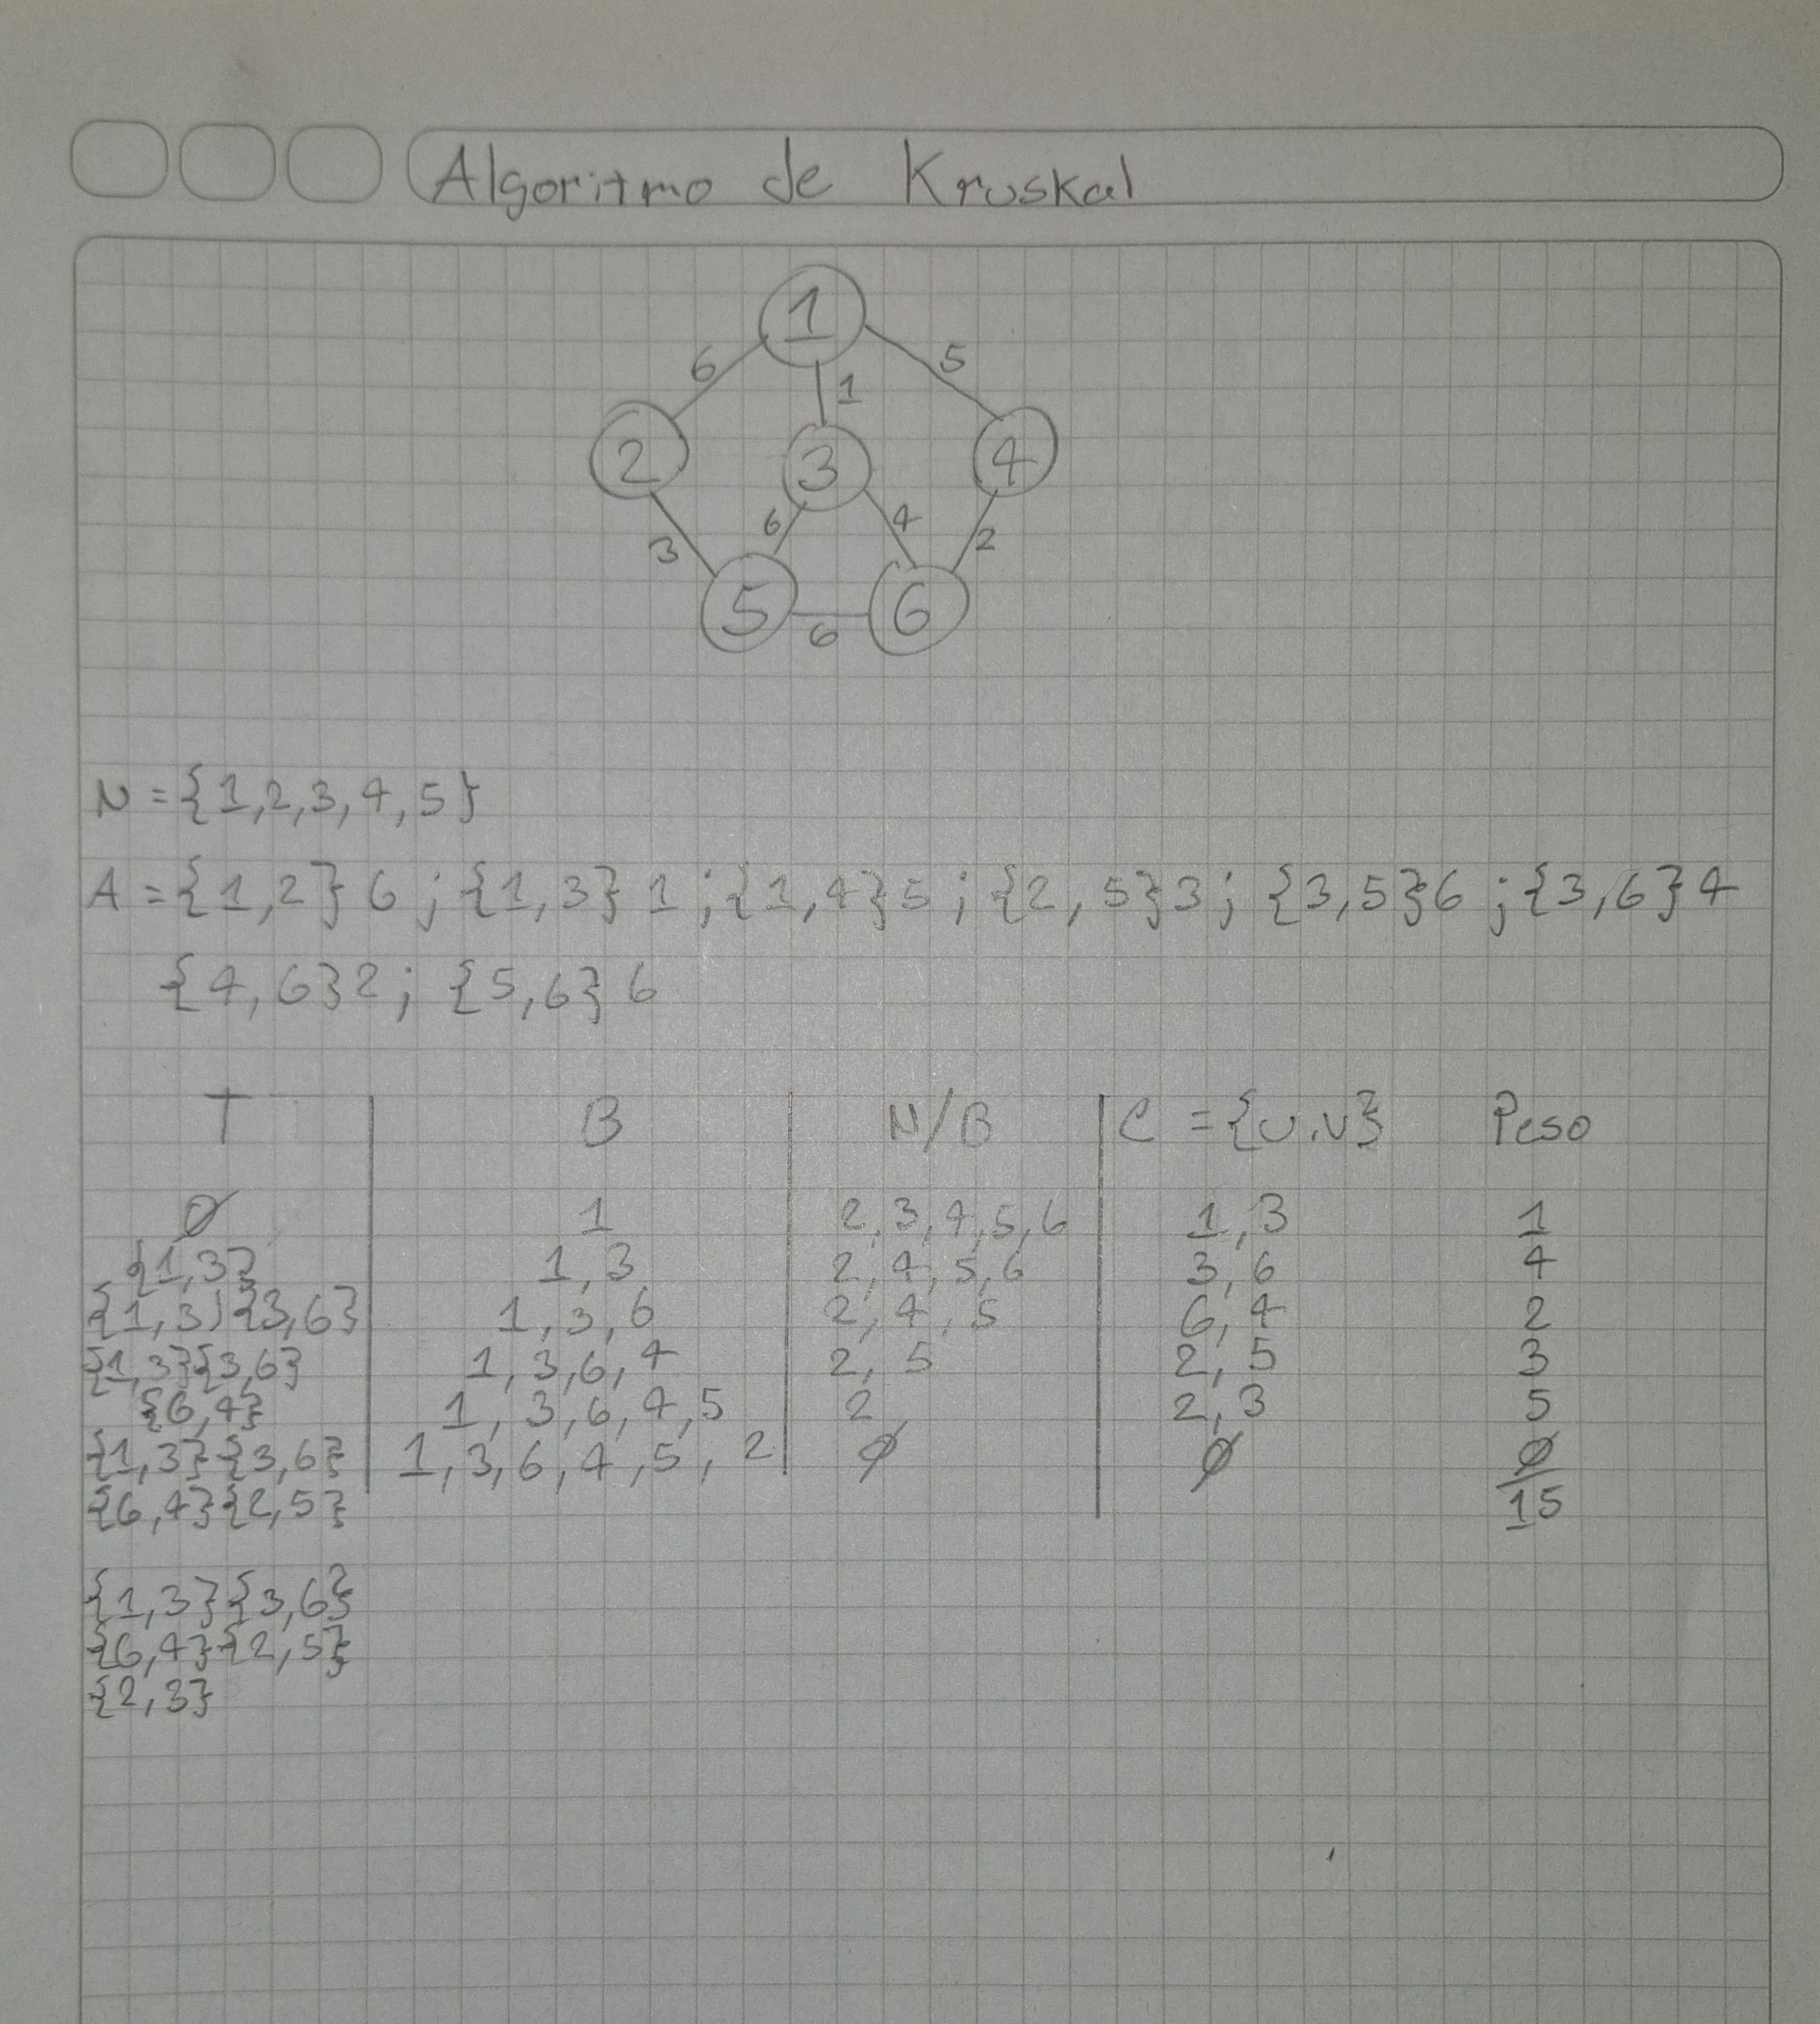 Algoritmo de Kruskal
1
6 5
1
2 3 4
6 4
3 2
5 6
6
N = {1,2,3,4,5}
A = {1,2} 6 ; {1,3} 1 ; {1,4} 5 ; {2,5} 3 ; {3,5} 6 ; {3,6} 4
{4,6} 2 ; {5,6} 6
T B N/B C = {u.v} Peso
Ø 1 2,3,4,5,6 1,3 1
{1,3} 1,3 2,4,5,6 3,6 4
{1,3){3,6} 1,3,6 2,4,5 6,4 2
{1,3}{3,6} 1,3,6,4 2,5 2,5 3
{6,4} 1,3,6,4,5 2 2,3 5
{1,3}{3,6} 1,3,6,4,5,2 Ø Ø Ø
{6,4}{2,5} 15
{1,3}{3,6}
{6,4}{2,5}
{2,3}